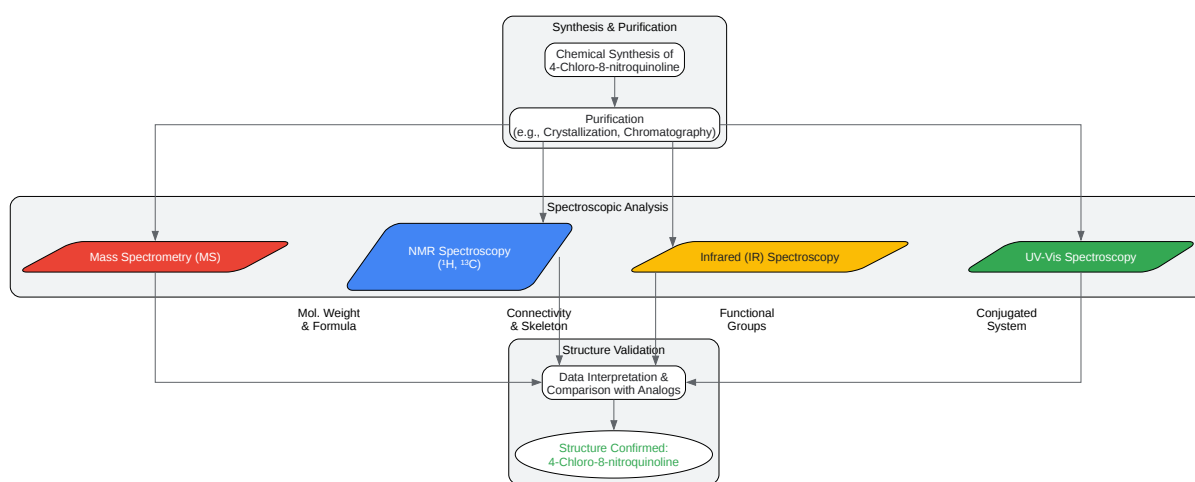 Synthesis & Purification
Chemical Synthesis of
4-Chloro-8-nitroquinoline
Purification
(e.g., Crystallization, Chromatography)
Spectroscopic Analysis
Mass Spectrometry (MS)
NMR Spectroscopy
(¹H, ¹³C)
Infrared (IR) Spectroscopy
UV-Vis Spectroscopy
Mol. Weight
& Formula
Connectivity
& Skeleton
Functional
Groups
Conjugated
System
Structure Validation
Data Interpretation &
Comparison with Analogs
Structure Confirmed:
4-Chloro-8-nitroquinoline